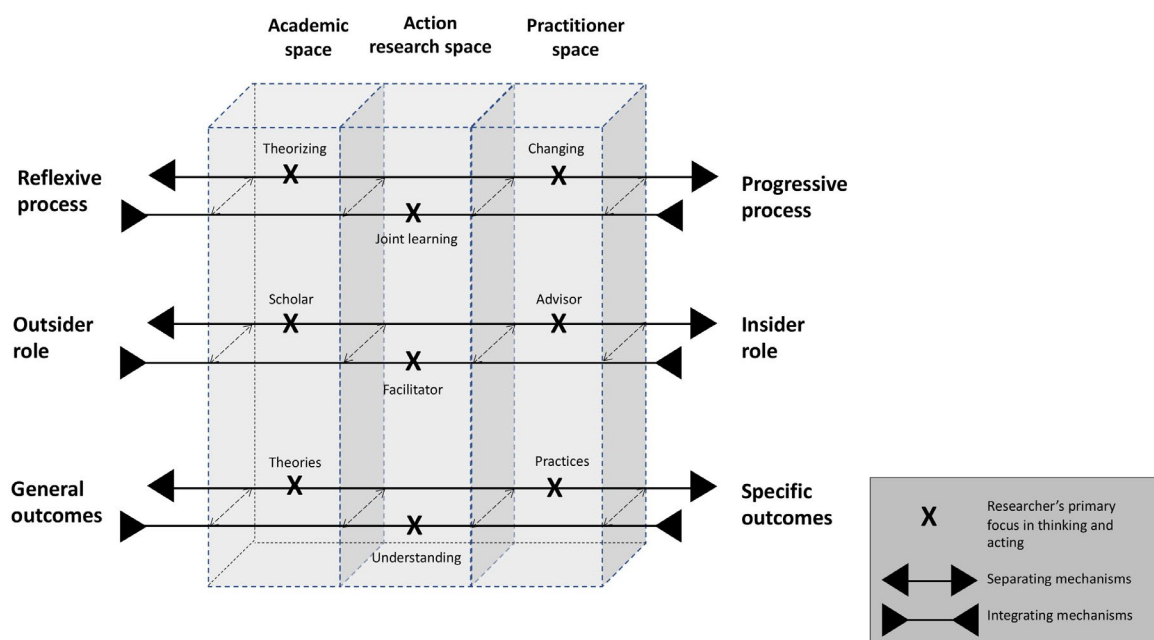 Academic
space
Action
research space
Practitioner
space
Theorizing
X
Changing
X
Reflexive
process
Progressive
process
X
Joint learning
Scholar
X
Advisor
X
Outsider
role
Insider
role
X
Facilitator
Theories
X
Practices
X
General
outcomes
Specific
outcomes
X
Understanding
X
Researcher's primary
focus in thinking and
acting
Separating mechanisms
Integrating mechanisms